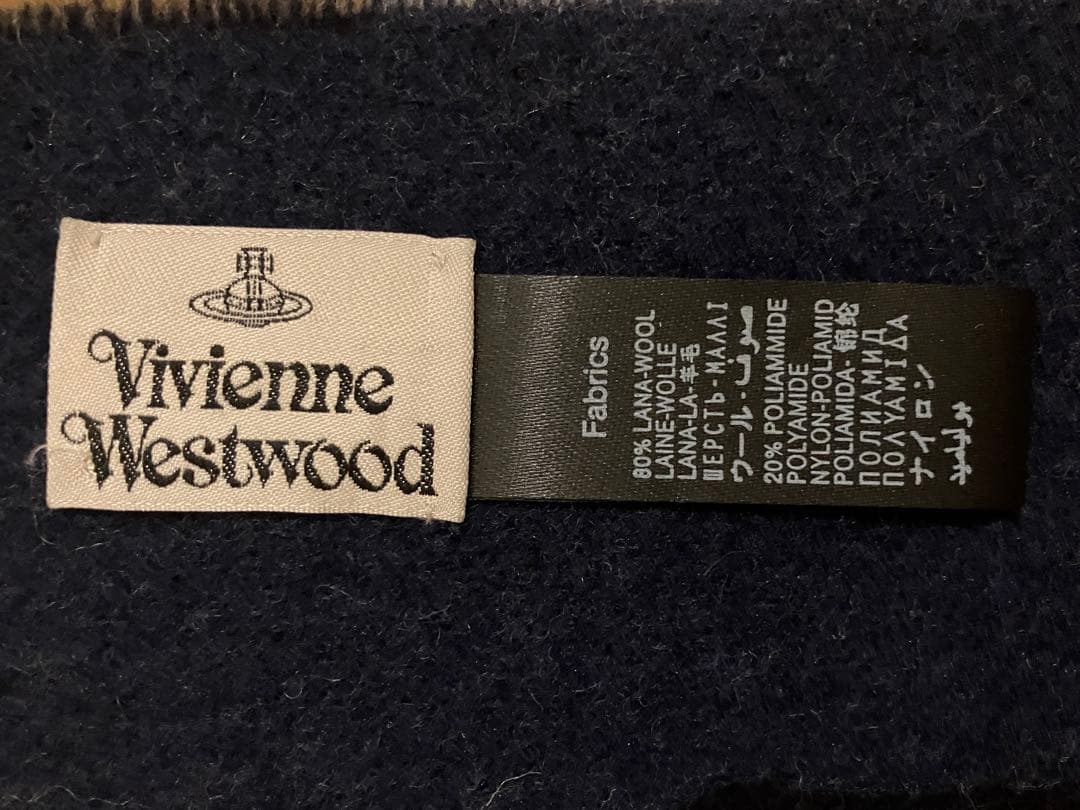 Vivienne
Westwood
Fabrics
80% LANA-WOOL
LAINE-WOLLE
LANA-LA-羊毛
ШЕРСТЬ-ΜΑΛΛΙ
ウール-صوف
20% POLIAMMIDE
POLYAMIDE
NYLON-POLIAMID
POLIAMIDA-锦纶
ПОЛИАМИД
ΠΟΛΥΑΜΙΔΑ
ナイロン